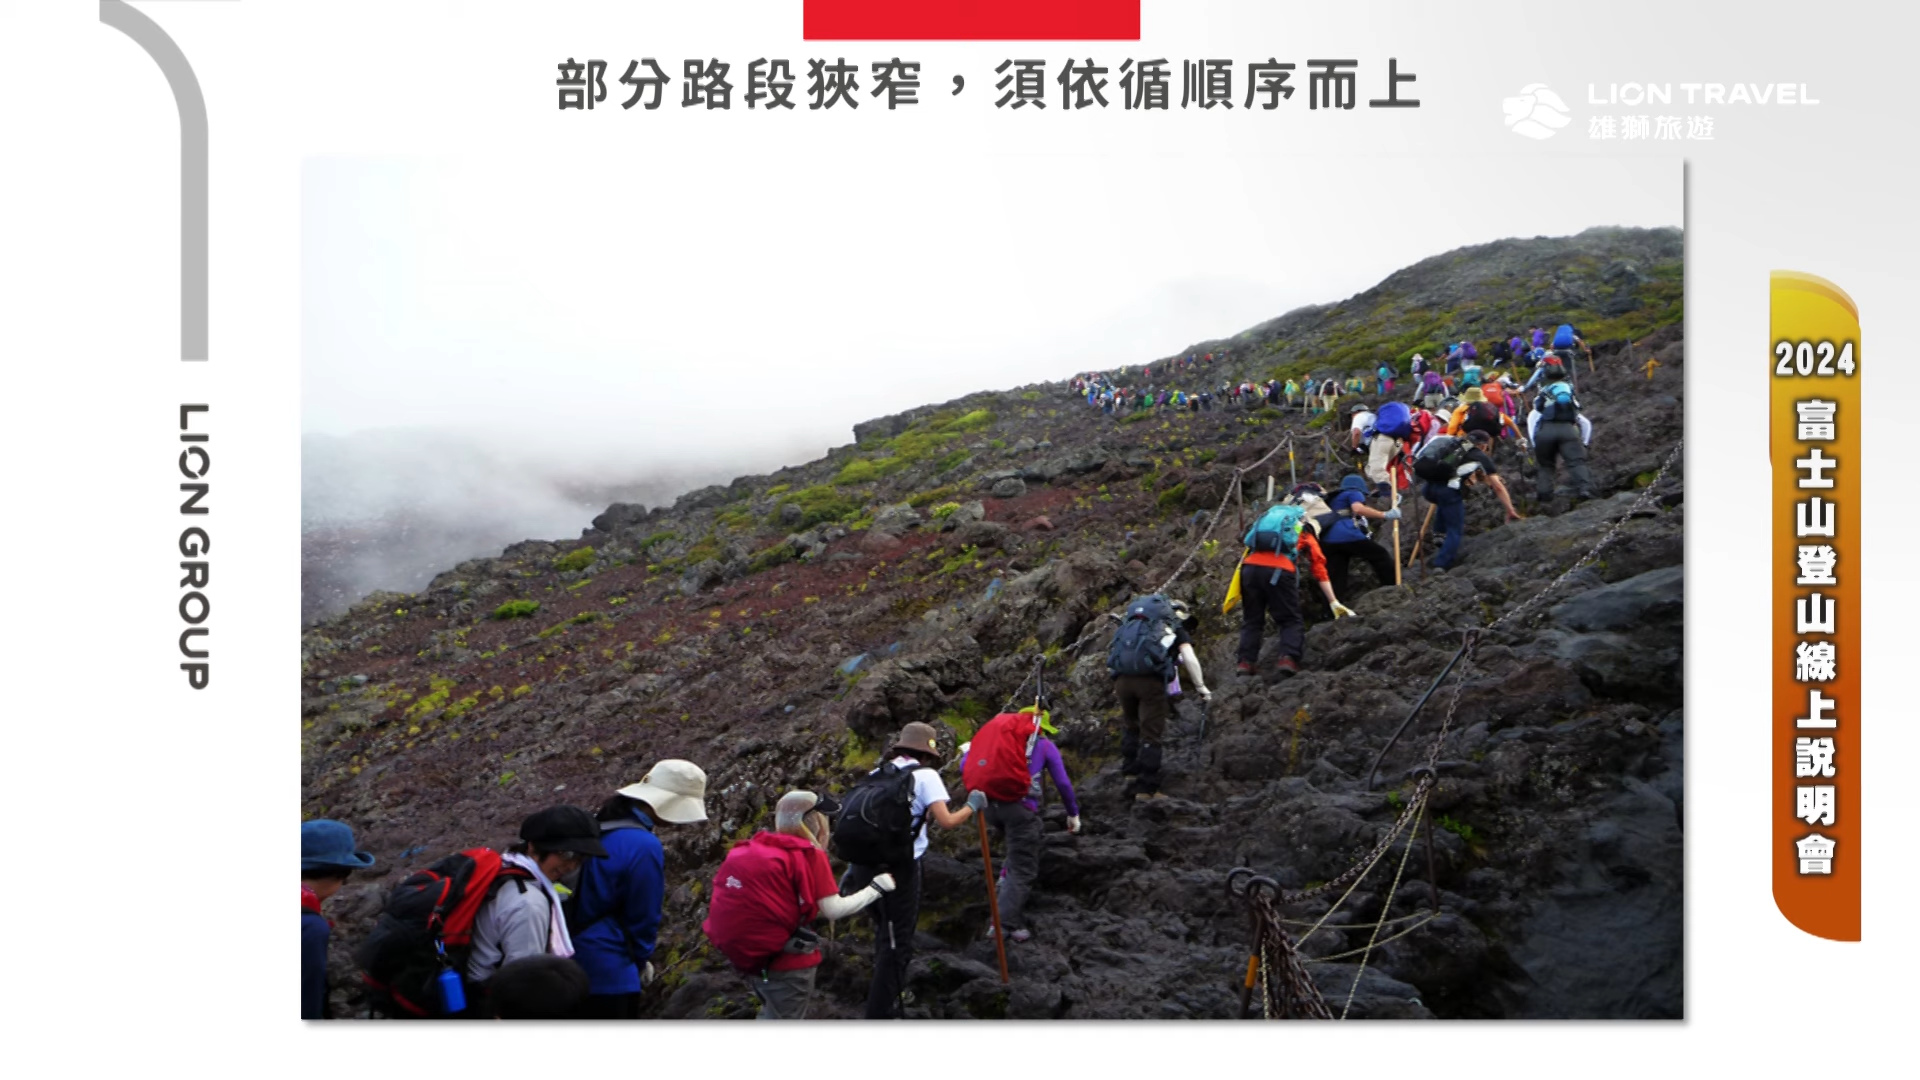 部分路段狹窄，須依循順序而上
LION TRAVEL
雄獅旅遊
LION GROUP
2024
富士山登山線上說明會